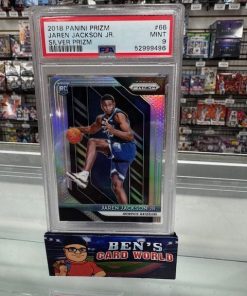 2018 PANINI PRIZM #66
JAREN JACKSON JR. MINT
SILVER PRIZM 9
PSA 52999496
RC PRIZM
JAREN JACKSON JR.
MEMPHIS GRIZZLIES
BEN'S
CARD WORLD